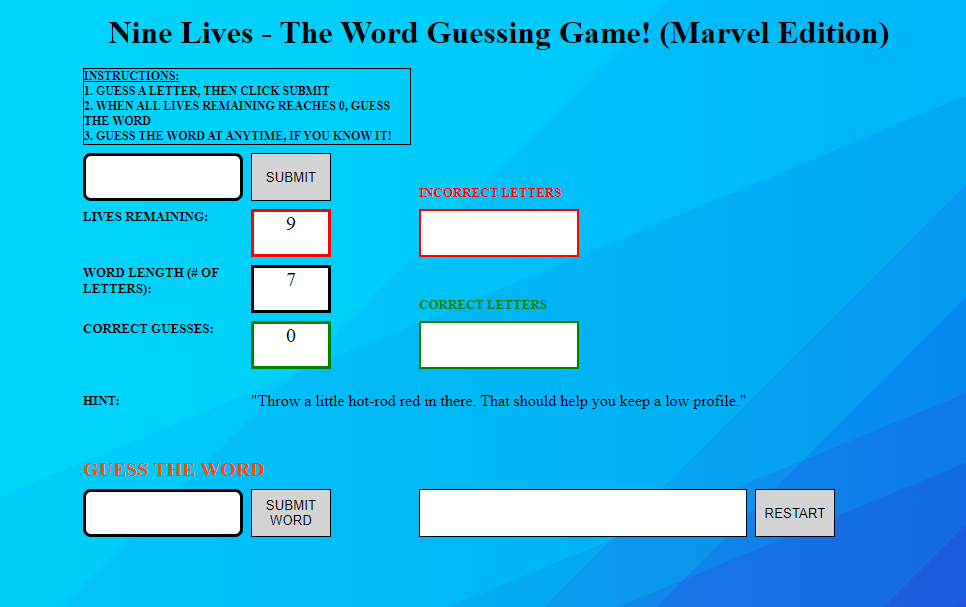 Nine Lives - The Word Guessing Game! (Marvel Edition)
INSTRUCTIONS:
1. GUESS A LETTER, THEN CLICK SUBMIT
2. WHEN ALL LIVES REMAINING REACHES 0, GUESS
THE WORD
3. GUESS THE WORD AT ANYTIME, IF YOU KNOW IT!
SUBMIT
INCORRECT LETTERS
LIVES REMAINING:
9
WORD LENGTH (# OF
LETTERS):
7
CORRECT LETTERS
CORRECT GUESSES:
0
HINT:
"Throw a little hot-rod red in there. That should help you keep a low profile."
GUESS THE WORD
SUBMIT
WORD
RESTART